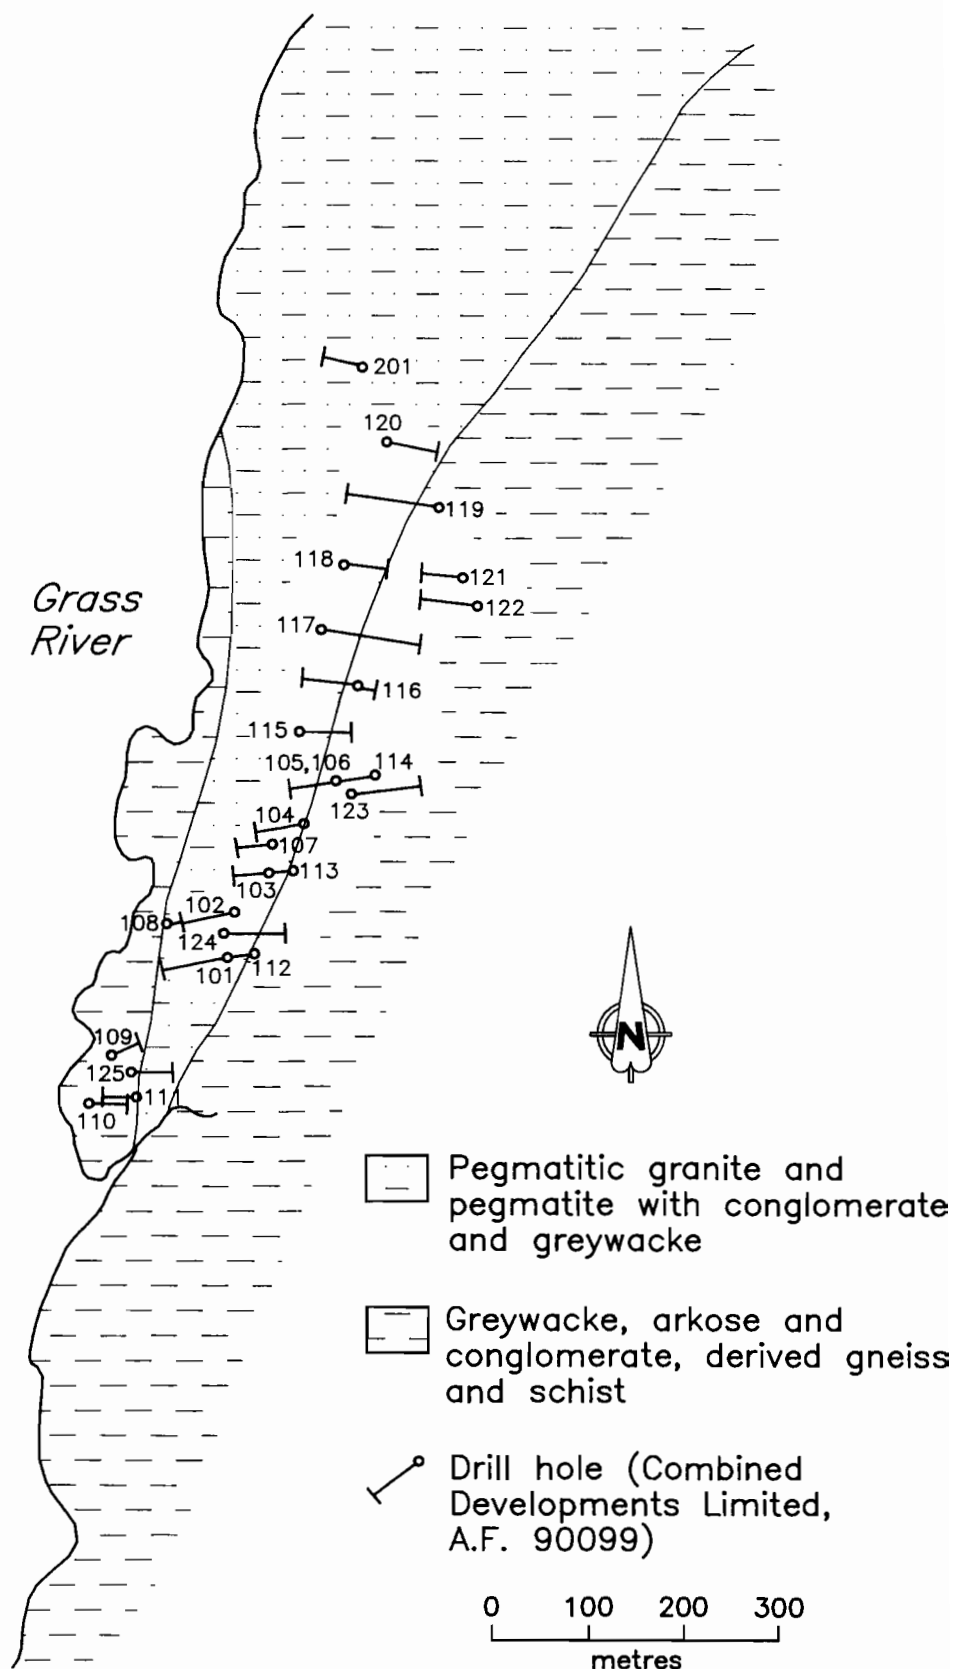 201
120
119
118
121
122
117
116
115
105,106
114
123
104
107
103
113
102
108
124
101
112
109
125
11
110
Grass
River
N
Pegmatitic granite and
pegmatite with conglomerate
and greywacke
Greywacke, arkose and
conglomerate, derived gneiss
and schist
Drill hole (Combined
Developments Limited,
A.F. 90099)
0 100 200 300
metres